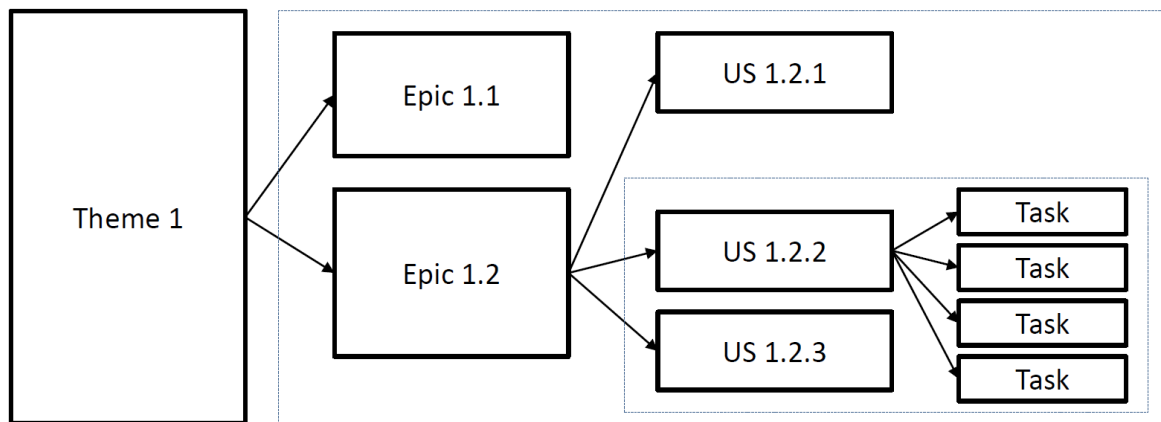 Theme 1
Epic 1.1
Epic 1.2
US 1.2.1
US 1.2.2
US 1.2.3
Task
Task
Task
Task